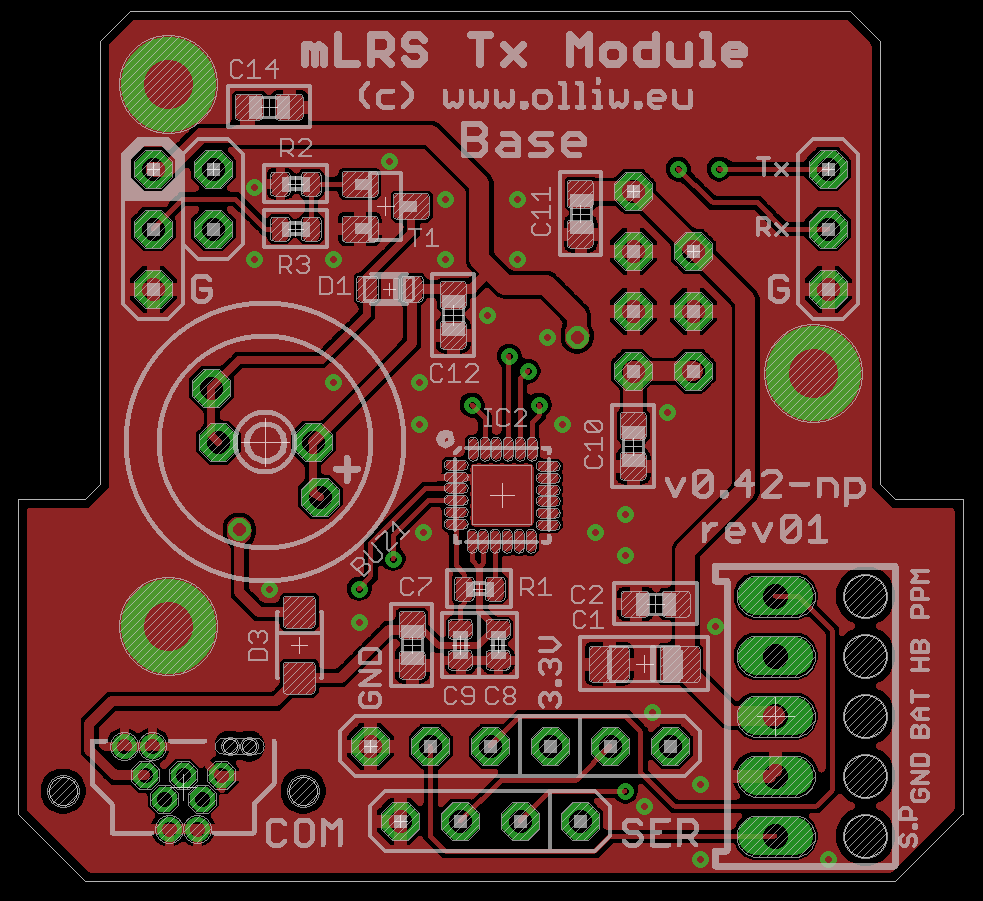 mLRS Tx Module
(c) www.olliw.eu
Base
C14
R2
T1
R3
G
D1
C12
C11
Tx
Rx
G
IC2
C10
+
v0.42-np
rev01
BUZ1
C7
R1
C2
C1
D3
GND
C9 C8
3.3V
COM
SER
S.P GND BAT HB PPM